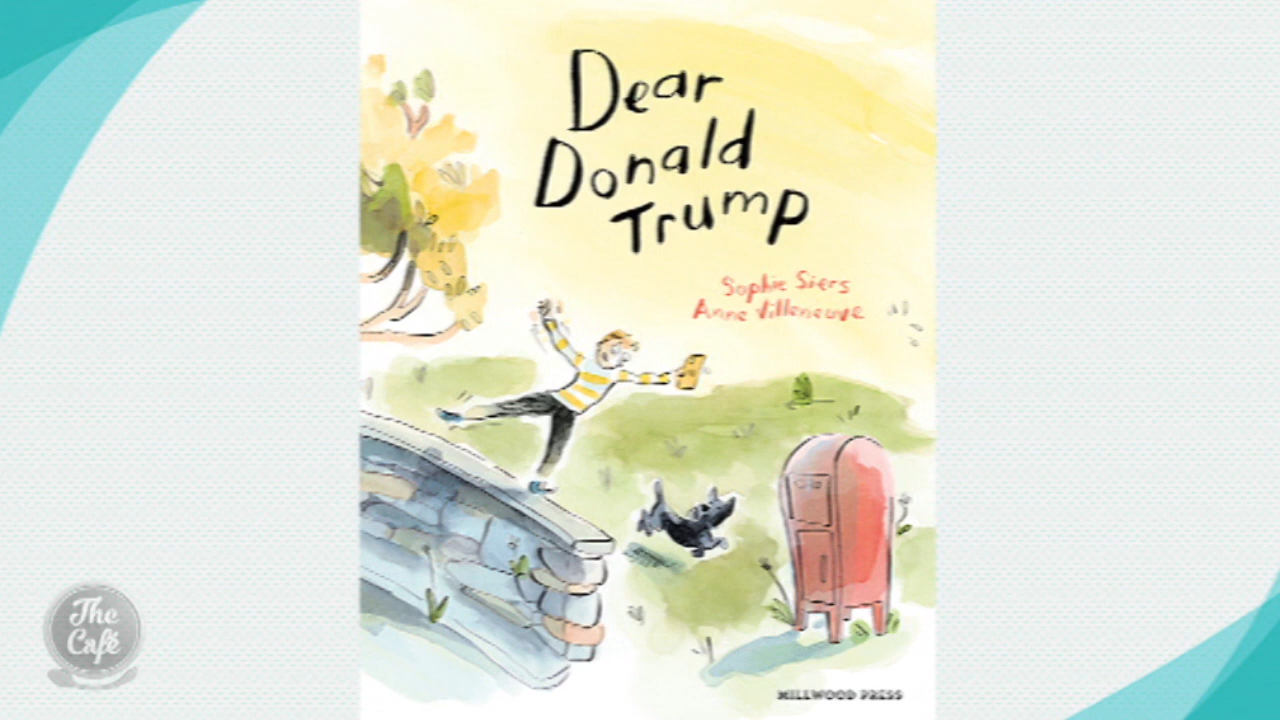 Dear
Donald
Trump
Sophie Siers
Anne Villeneuve
The
Café
MILLWOOD PRESS